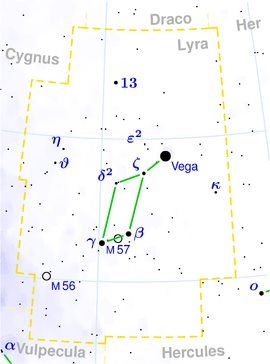 Draco
Her
Lyra
Cygnus
13
η
ε²
ϑ
ζ
Vega
δ²
κ
γ
β
M 57
M 56
ο
α
Vulpecula
Hercules